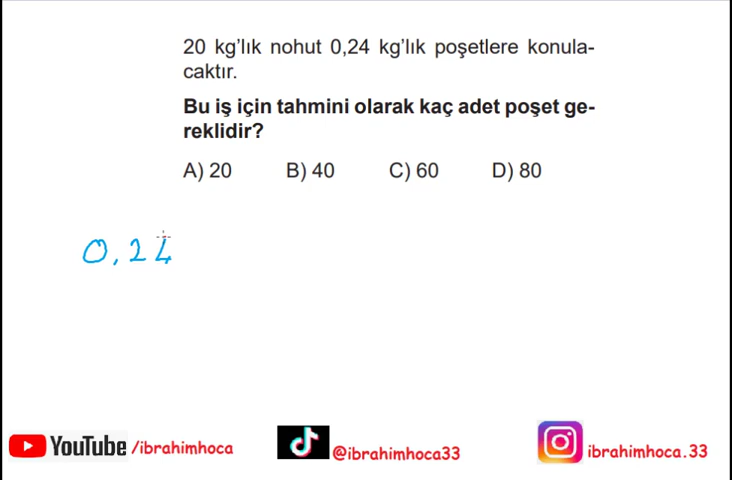 20 kg'lık nohut 0,24 kg'lık poşetlere konula-
caktır.
Bu iş için tahmini olarak kaç adet poşet ge-
reklidir?
A) 20 B) 40 C) 60 D) 80
0,24
YouTube /ibrahimhoca @ibrahimhoca33 ibrahimhoca.33